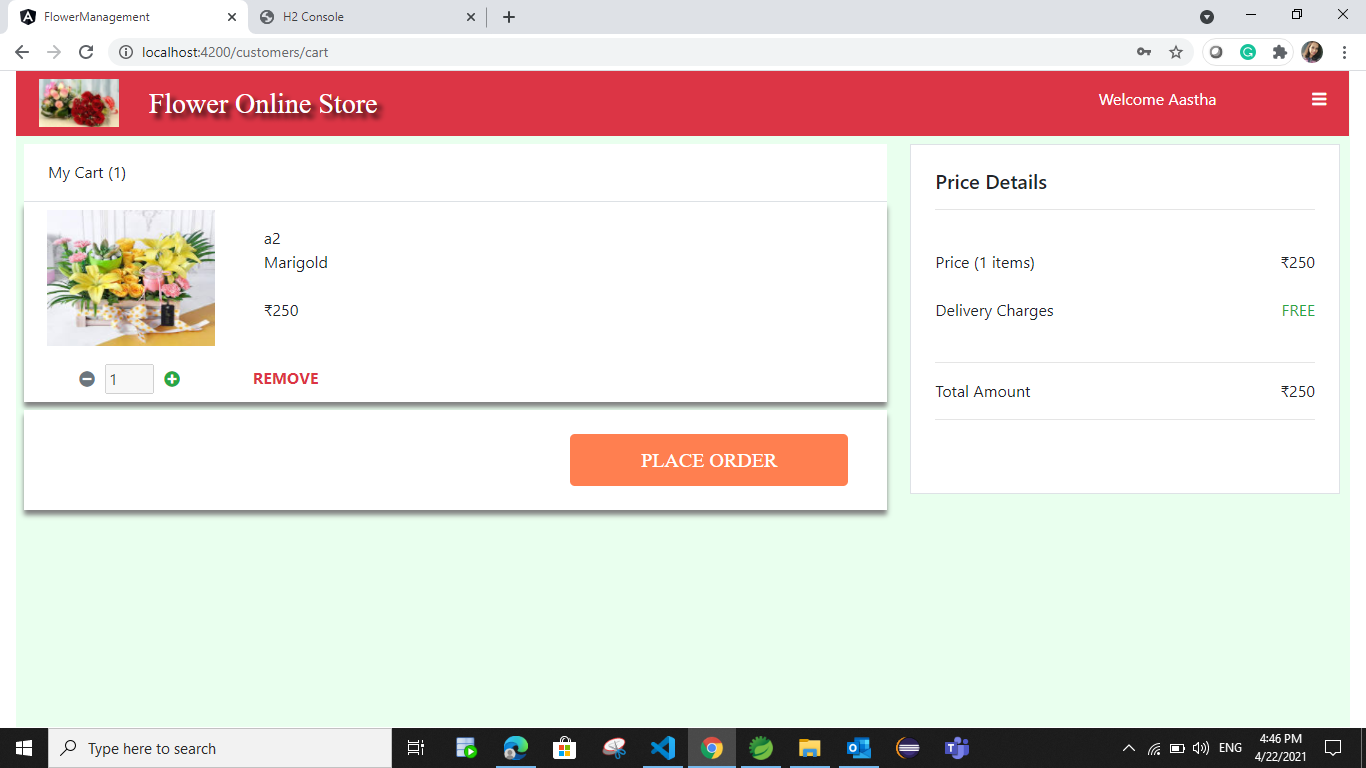 FlowerManagement
H2 Console
localhost:4200/customers/cart
Flower Online Store
Welcome Aastha
My Cart (1)
a2
Marigold
₹250
1
REMOVE
PLACE ORDER
Price Details
Price (1 items) ₹250
Delivery Charges FREE
Total Amount ₹250
Type here to search
ENG
4:46 PM
4/22/2021